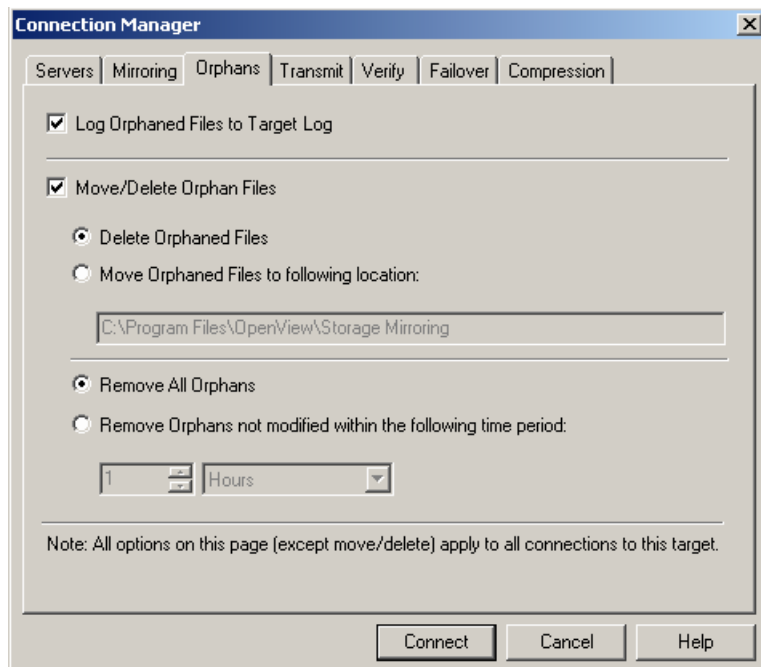 Connection Manager
Servers Mirroring Orphans Transmit Verify Failover Compression
Log Orphaned Files to Target Log
Move/Delete Orphan Files
Delete Orphaned Files
Move Orphaned Files to following location:
C:\Program Files\OpenView\Storage Mirroring
Remove All Orphans
Remove Orphans not modified within the following time period:
1 Hours
Note: All options on this page (except move/delete) apply to all connections to this target.
Connect Cancel Help